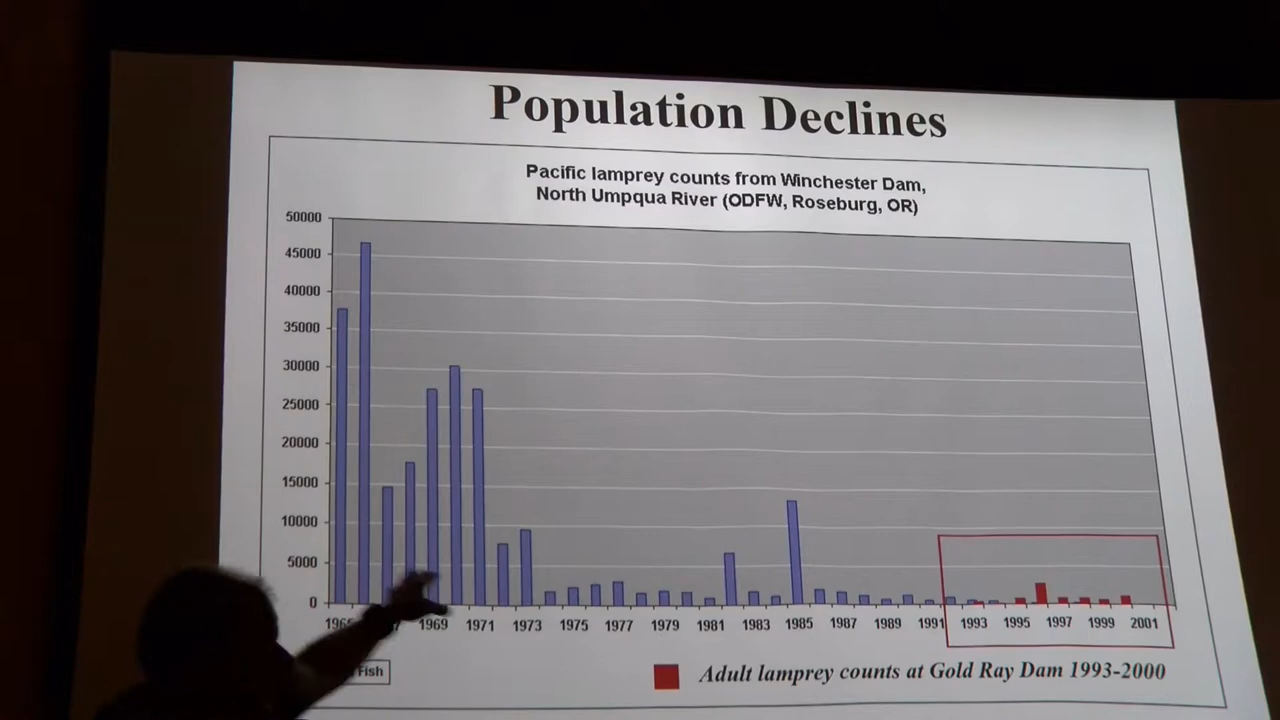 Population Declines
Pacific lamprey counts from Winchester Dam,
North Umpqua River (ODFW, Roseburg, OR)
50000
45000
40000
35000
30000
25000
20000
15000
10000
5000
0
1969 1971 1973 1975 1977 1979 1981 1983 1985 1987 1989 1991 1993 1995 1997 1999 2001
Fish
Adult lamprey counts at Gold Ray Dam 1993-2000